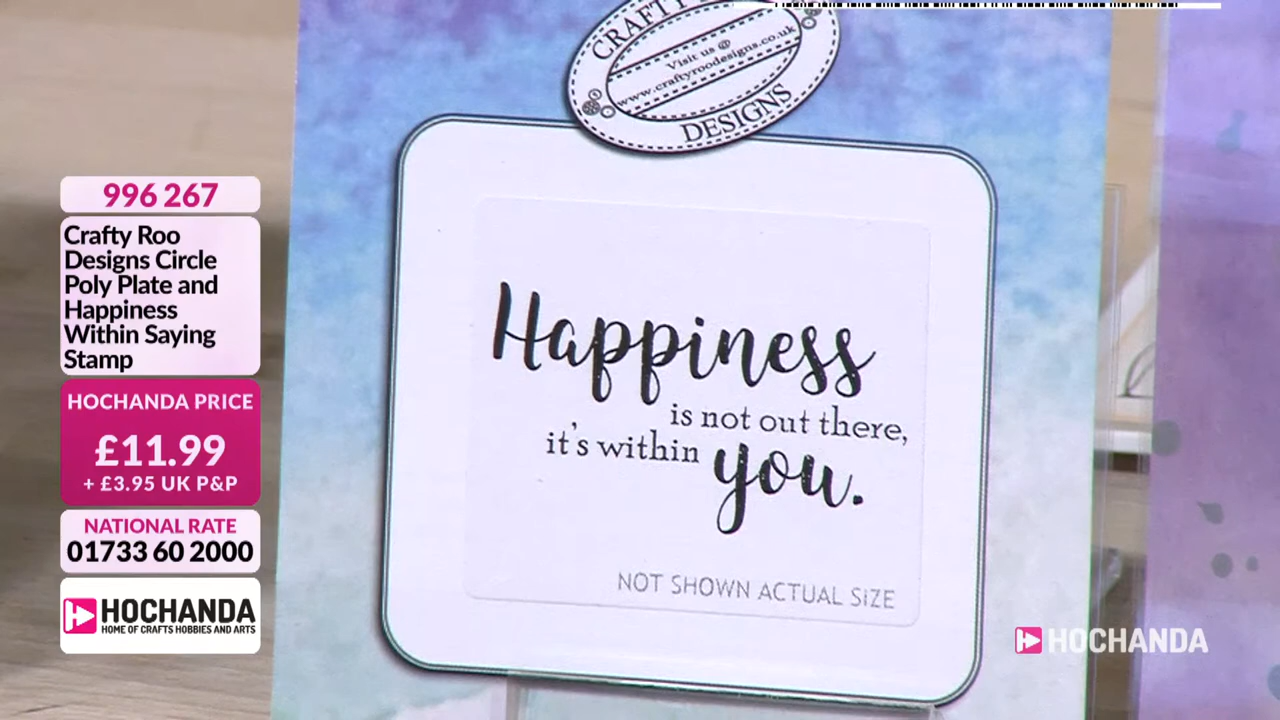 996 267
Crafty Roo
Designs Circle
Poly Plate and
Happiness
Within Saying
Stamp
HOCHANDA PRICE
£11.99
+ £3.95 UK P&P
NATIONAL RATE
01733 60 2000
HOCHANDA
HOME OF CRAFTS HOBBIES AND ARTS
Visit us @
www.craftyroodesigns.co.uk
DESIGNS
Happiness
is not out there,
it's within you.
NOT SHOWN ACTUAL SIZE
HOCHANDA